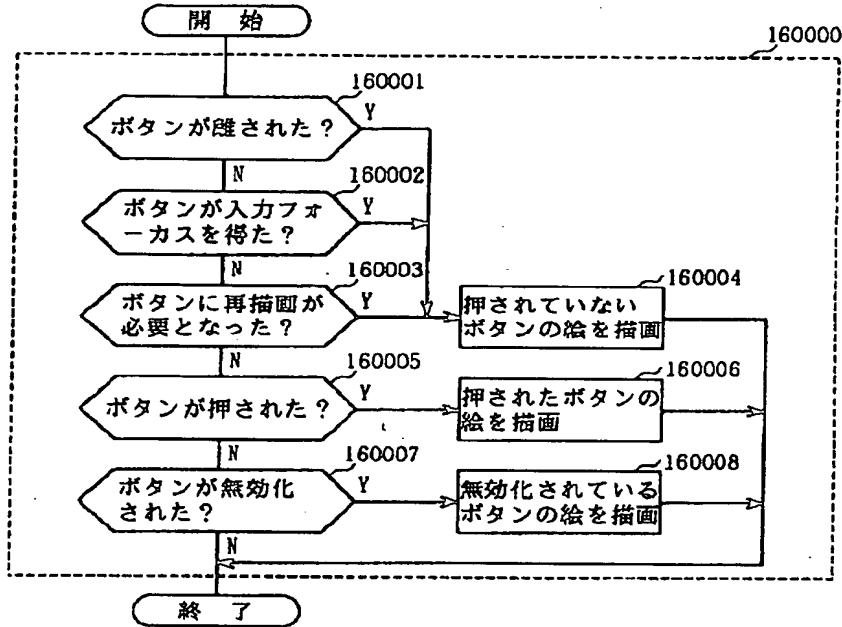 開始
160000
160001
ボタンが離された?
Y
N
160002
ボタンが入力フォ
ーカスを得た?
Y
N
160003
ボタンに再描画が
必要となった?
Y
160004
押されていない
ボタンの絵を描画
N
160005
ボタンが押された?
Y
160006
押されたボタンの
絵を描画
N
160007
ボタンが無効化
された?
Y
160008
無効化されている
ボタンの絵を描画
N
終了